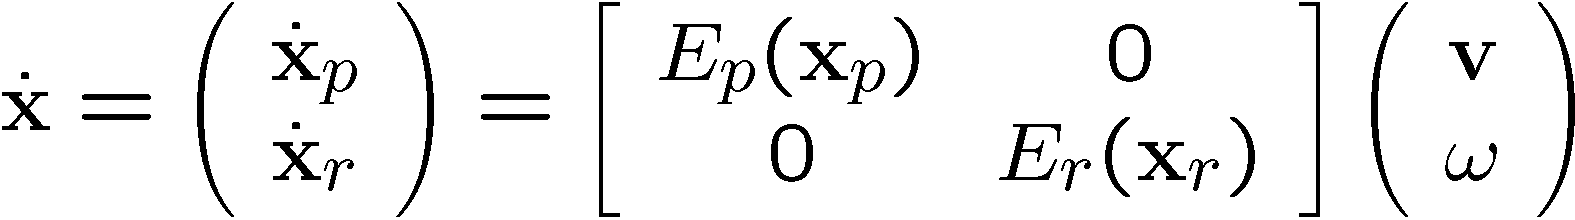 ẋ = ( ẋ_p ẋ_r ) = [ E_p(x_p) 0 0 E_r(x_r) ] ( v ω )